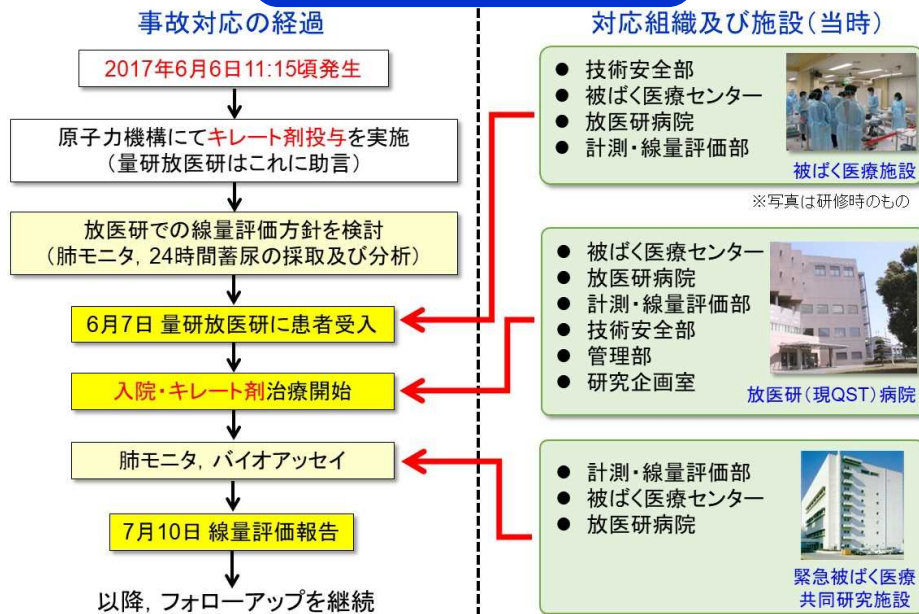 事故対応の経過
2017年6月6日11:15頃発生
原子力機構にてキレート剤投与を実施
(量研放医研はこれに助言)
放医研での線量評価方針を検討
(肺モニタ, 24時間蓄尿の採取及び分析)
6月7日 量研放医研に患者受入
入院・キレート剤治療開始
肺モニタ, バイオアッセイ
7月10日 線量評価報告
以降, フォローアップを継続
対応組織及び施設(当時)
● 技術安全部
● 被ばく医療センター
● 放医研病院
● 計測・線量評価部
被ばく医療施設
※写真は研修時のもの
● 被ばく医療センター
● 放医研病院
● 計測・線量評価部
● 技術安全部
● 管理部
● 研究企画室
放医研(現QST)病院
● 計測・線量評価部
● 被ばく医療センター
● 放医研病院
緊急被ばく医療
共同研究施設